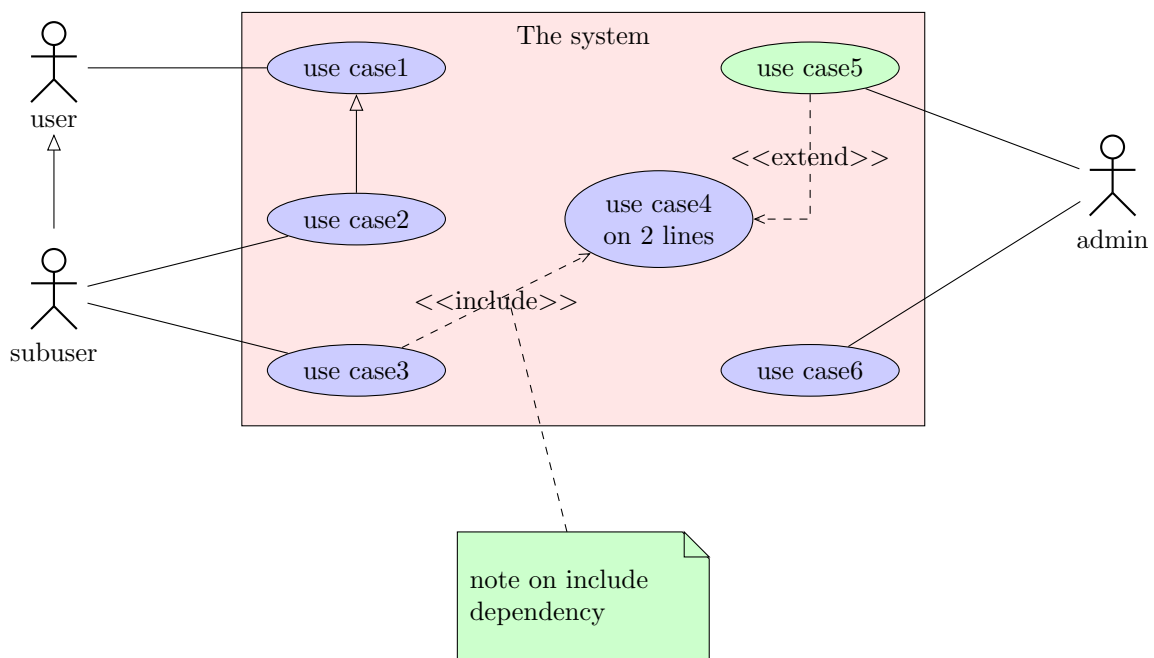 The system
user
use case1
use case5
<<extend>>
use case2
use case4
on 2 lines
admin
<<include>>
subuser
use case3
use case6
note on include
dependency